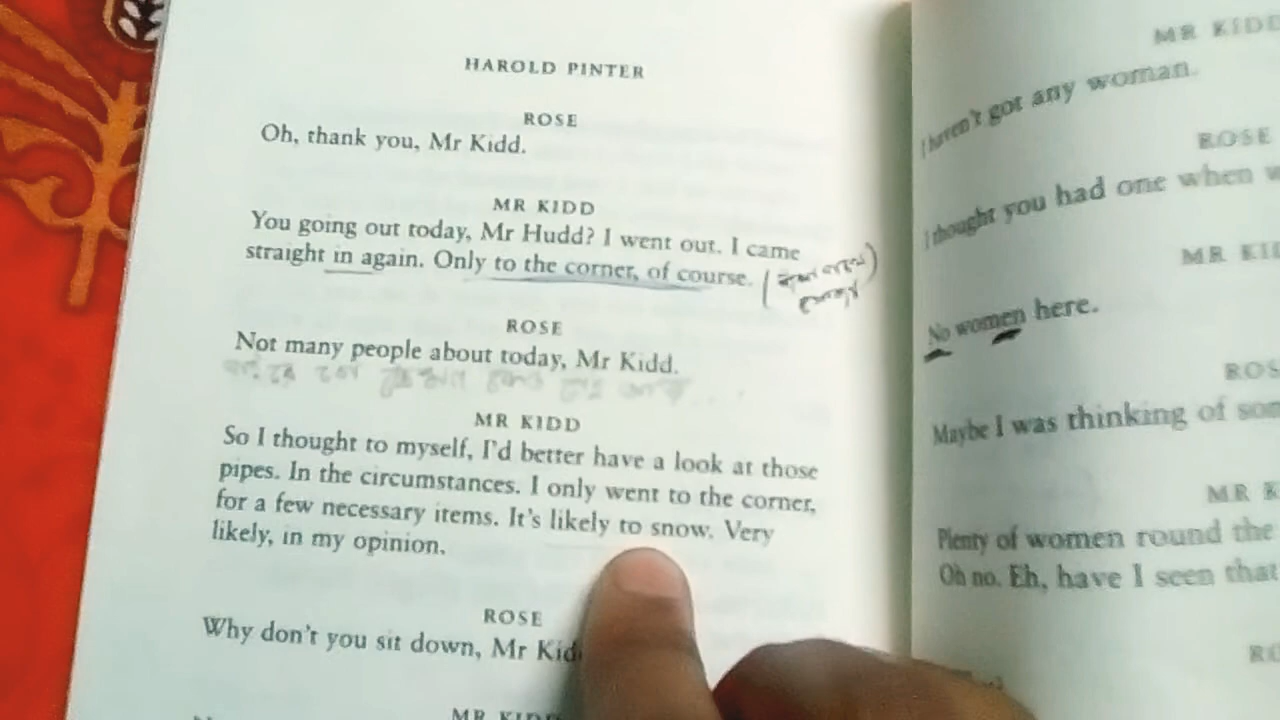 HAROLD PINTER
ROSE
Oh, thank you, Mr Kidd.
MR KIDD
You going out today, Mr Hudd? I went out. I came
straight in again. Only to the corner, of course.
ROSE
Not many people about today, Mr Kidd.
MR KIDD
So I thought to myself, I'd better have a look at those
pipes. In the circumstances. I only went to the corner,
for a few necessary items. It's likely to snow. Very
likely, in my opinion.
ROSE
Why don't you sit down, Mr
MR KIDD
MR KIDD
I haven't got any woman.
ROSE
I thought you had one when
MR
No women here.
Maybe I was thinking of
MR
Plenty of women round the
Oh no. Eh, have I seen that